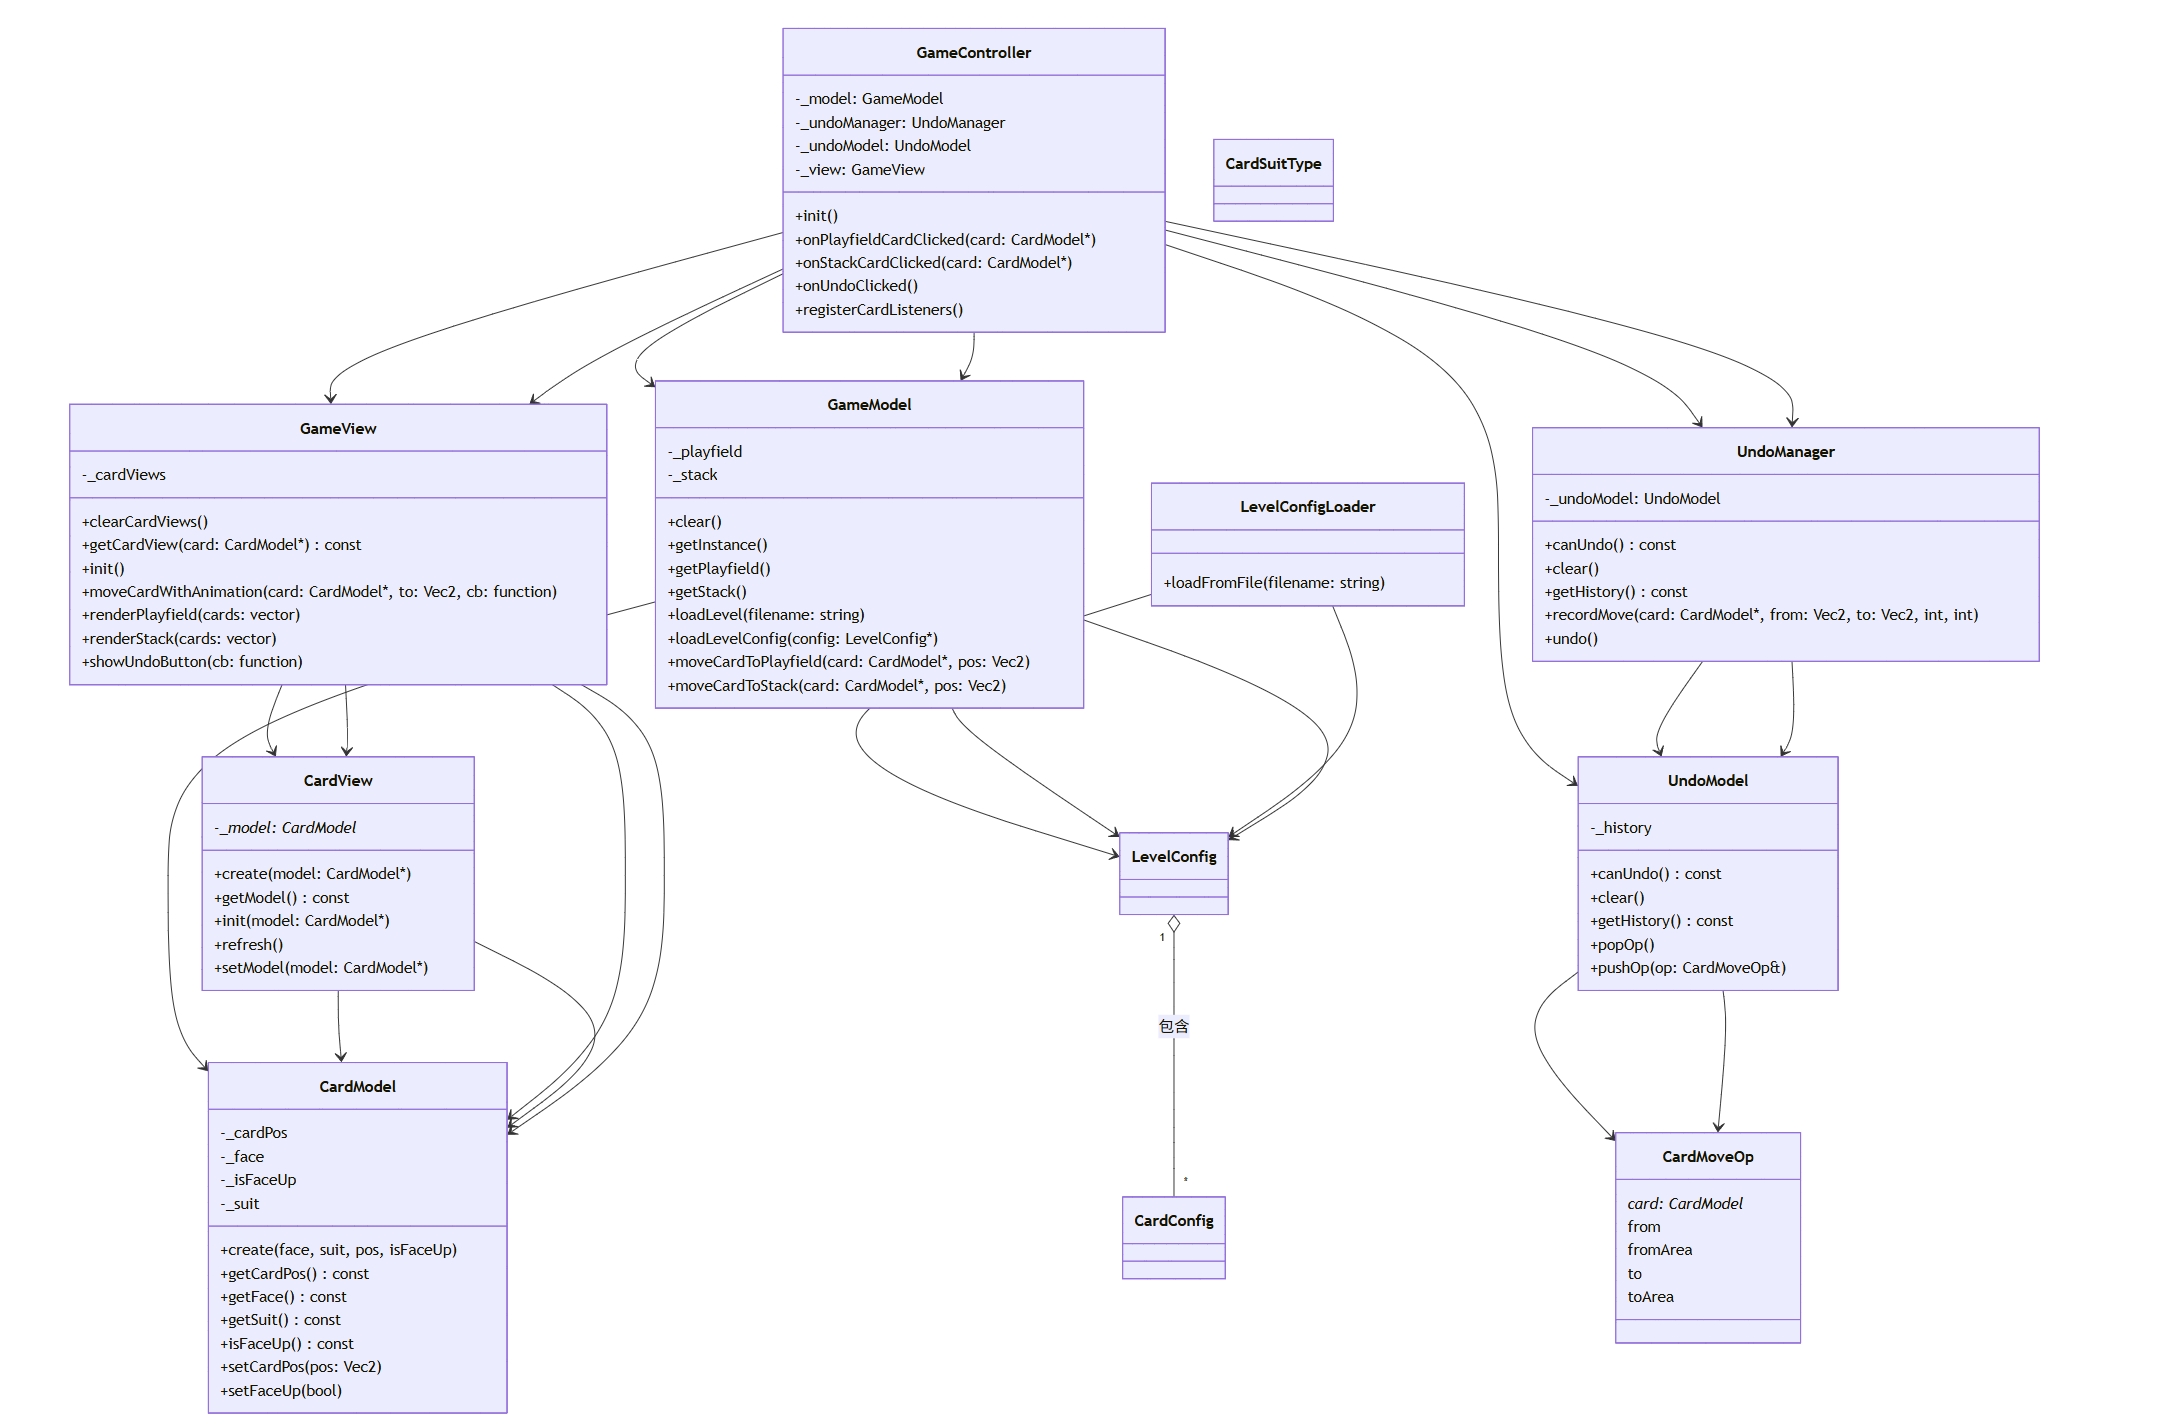 GameController
-_model: GameModel
-_undoManager: UndoManager
-_undoModel: UndoModel
-_view: GameView
+init()
+onPlayfieldCardClicked(card: CardModel*)
+onStackCardClicked(card: CardModel*)
+onUndoClicked()
+registerCardListeners()
CardSuitType
GameView
-_cardViews
+clearCardViews()
+getCardView(card: CardModel*) : const
+init()
+moveCardWithAnimation(card: CardModel*, to: Vec2, cb: function)
+renderPlayfield(cards: vector)
+renderStack(cards: vector)
+showUndoButton(cb: function)
GameModel
-_playfield
-_stack
+clear()
+getInstance()
+getPlayfield()
+getStack()
+loadLevel(filename: string)
+loadLevelConfig(config: LevelConfig*)
+moveCardToPlayfield(card: CardModel*, pos: Vec2)
+moveCardToStack(card: CardModel*, pos: Vec2)
LevelConfigLoader
+loadFromFile(filename: string)
UndoManager
-_undoModel: UndoModel
+canUndo() : const
+clear()
+getHistory() : const
+recordMove(card: CardModel*, from: Vec2, to: Vec2, int, int)
+undo()
CardView
-_model: CardModel
+create(model: CardModel*)
+getModel() : const
+init(model: CardModel*)
+refresh()
+setModel(model: CardModel*)
LevelConfig
1
包含
*
CardConfig
UndoModel
-_history
+canUndo() : const
+clear()
+getHistory() : const
+popOp()
+pushOp(op: CardMoveOp&)
CardModel
-_cardPos
-_face
-_isFaceUp
-_suit
+create(face, suit, pos, isFaceUp)
+getCardPos() : const
+getFace() : const
+getSuit() : const
+isFaceUp() : const
+setCardPos(pos: Vec2)
+setFaceUp(bool)
CardMoveOp
card: CardModel
from
fromArea
to
toArea